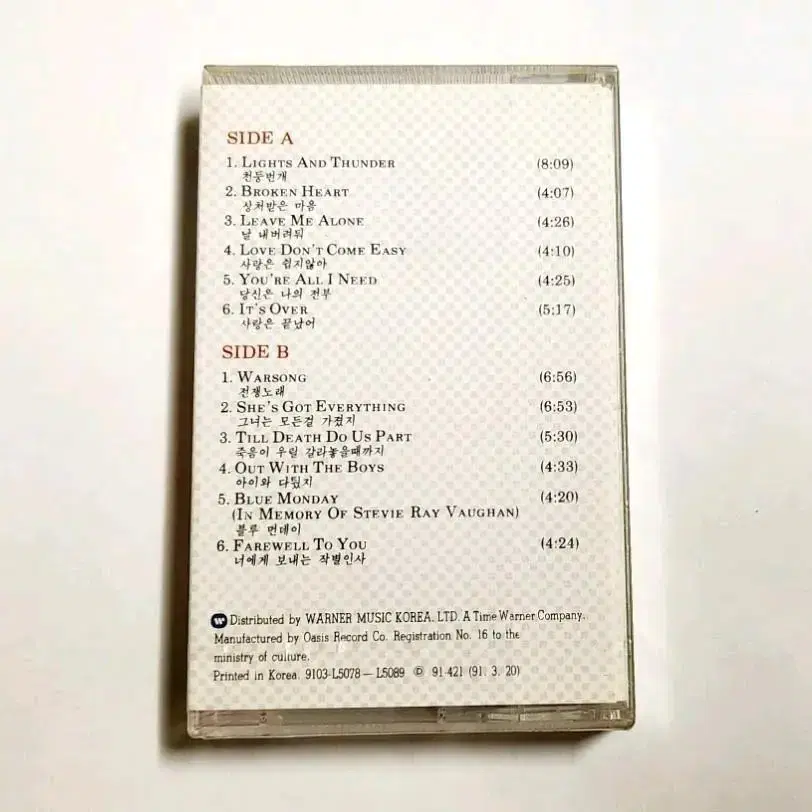 SIDE A
1. LIGHTS AND THUNDER (8:09)
천둥번개
2. BROKEN HEART (4:07)
상처받은 마음
3. LEAVE ME ALONE (4:26)
날 내버려둬
4. LOVE DON'T COME EASY (4:10)
사랑은 쉽지않아
5. YOU'RE ALL I NEED (4:25)
당신은 나의 전부
6. IT'S OVER (5:17)
사랑은 끝났어
SIDE B
1. WARSONG (6:56)
전쟁노래
2. SHE'S GOT EVERYTHING (6:53)
그녀는 모든걸 가졌지
3. TILL DEATH DO US PART (5:30)
죽음이 우릴 갈라놓을때까지
4. OUT WITH THE BOYS (4:33)
아이와 다퉜지
5. BLUE MONDAY (4:20)
(IN MEMORY OF STEVIE RAY VAUGHAN)
블루 먼데이
6. FAREWELL TO YOU (4:24)
너에게 보내는 작별인사
Distributed by WARNER MUSIC KOREA. LTD. A Time Warner Company.
Manufactured by Oasis Record Co. Registration No. 16 to the
ministry of culture.
Printed in Korea. 9103-L5078 — L5089 ℗ 91·421 (91. 3. 20)